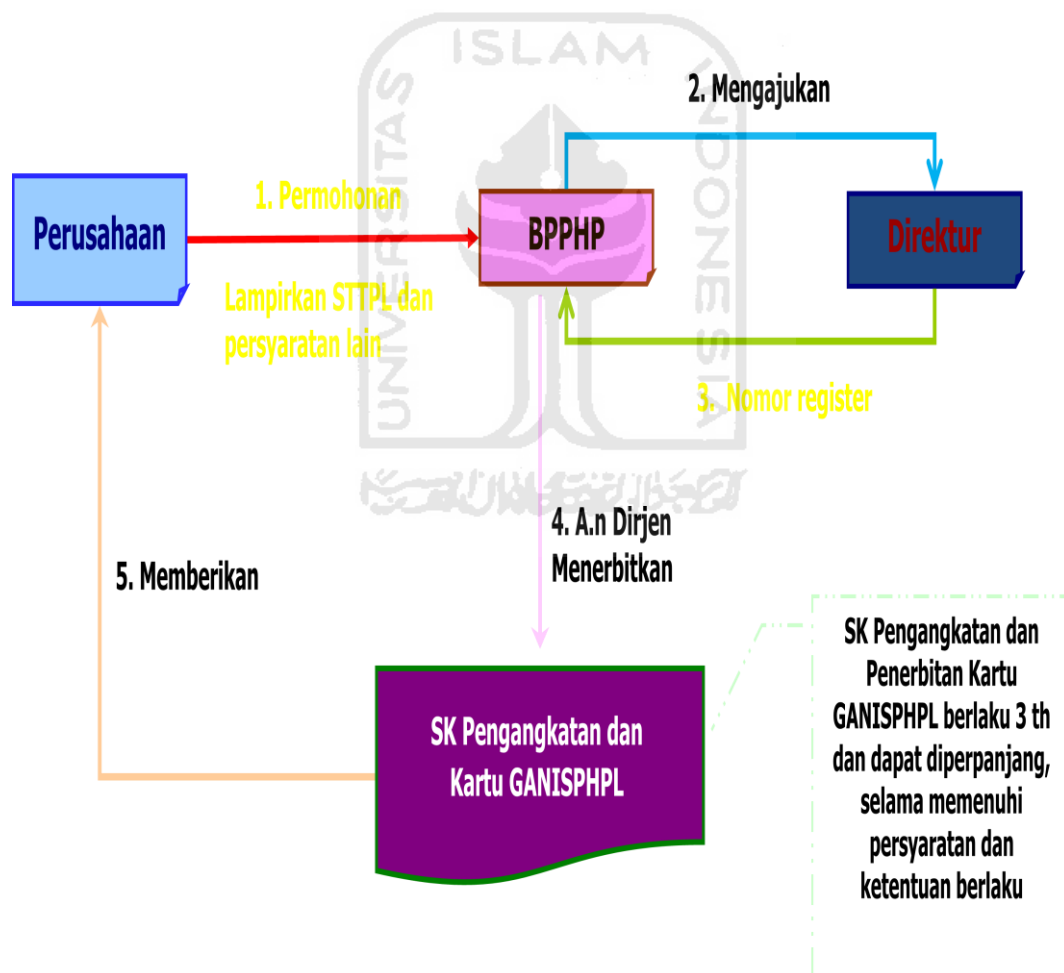 UNIVERSITAS ISLAM INDONESIA
2. Mengajukan
1. Permohonan
Perusahaan
BPPHP
Direktur
Lampirkan STTPL dan
persyaratan lain
3. Nomor register
4. A.n Dirjen
Menerbitkan
5. Memberikan
SK Pengangkatan dan
Kartu GANISPHPL
SK Pengangkatan dan
Penerbitan Kartu
GANISPHPL berlaku 3 th
dan dapat diperpanjang,
selama memenuhi
persyaratan dan
ketentuan berlaku